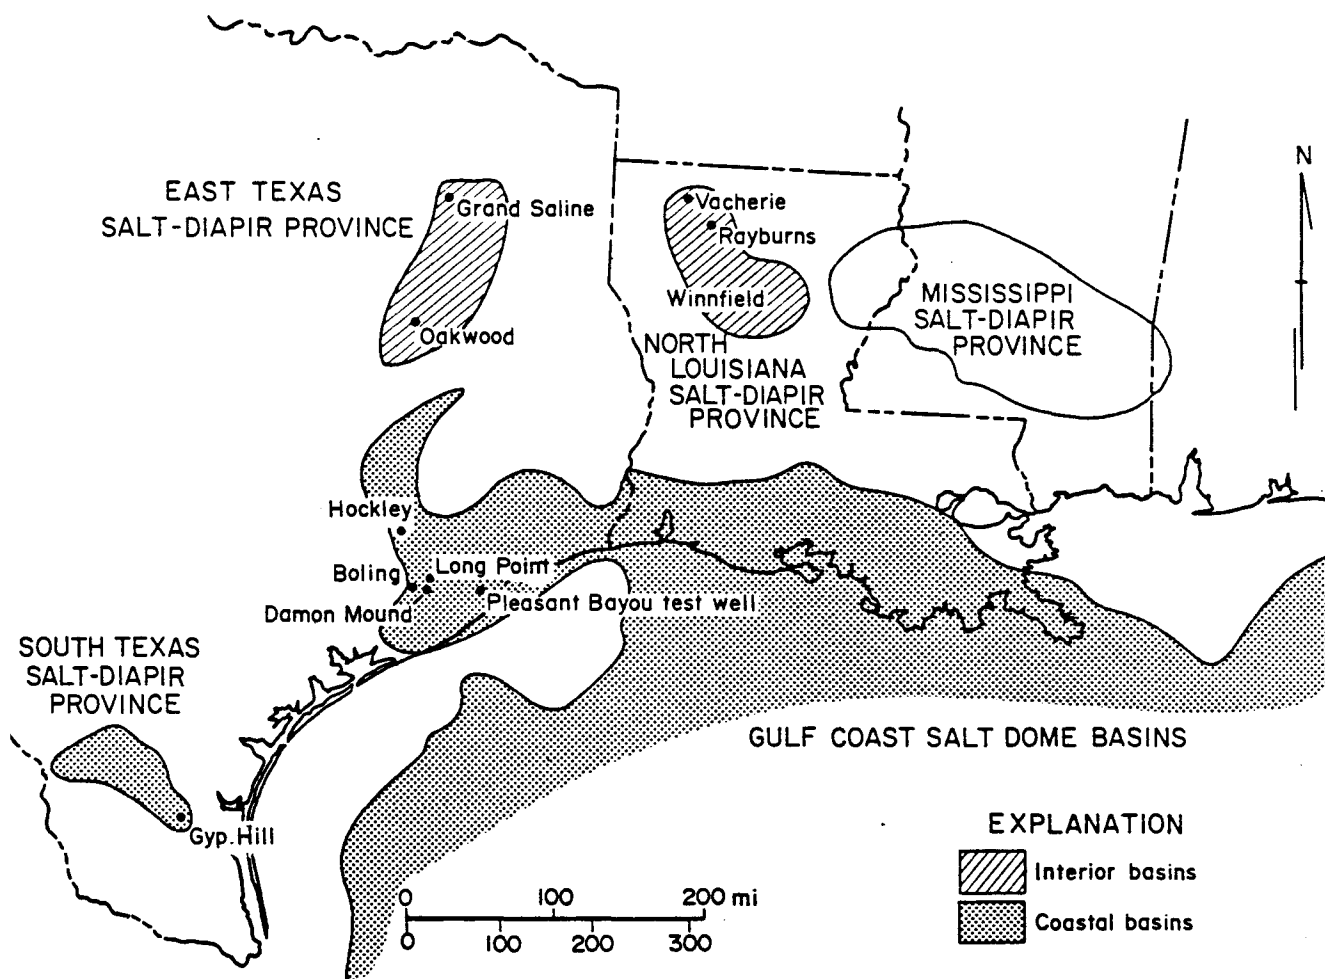 N
EAST TEXAS
SALT-DIAPIR PROVINCE
Grand Saline
Oakwood
Vacherie
Rayburns
Winnfield
NORTH
LOUISIANA
SALT-DIAPIR
PROVINCE
MISSISSIPPI
SALT-DIAPIR
PROVINCE
Hockley
Boling
Long Point
Damon Mound
Pleasant Bayou test well
SOUTH TEXAS
SALT-DIAPIR
PROVINCE
Gyp. Hill
GULF COAST SALT DOME BASINS
EXPLANATION
Interior basins
Coastal basins
0 100 200 mi
0 100 200 300